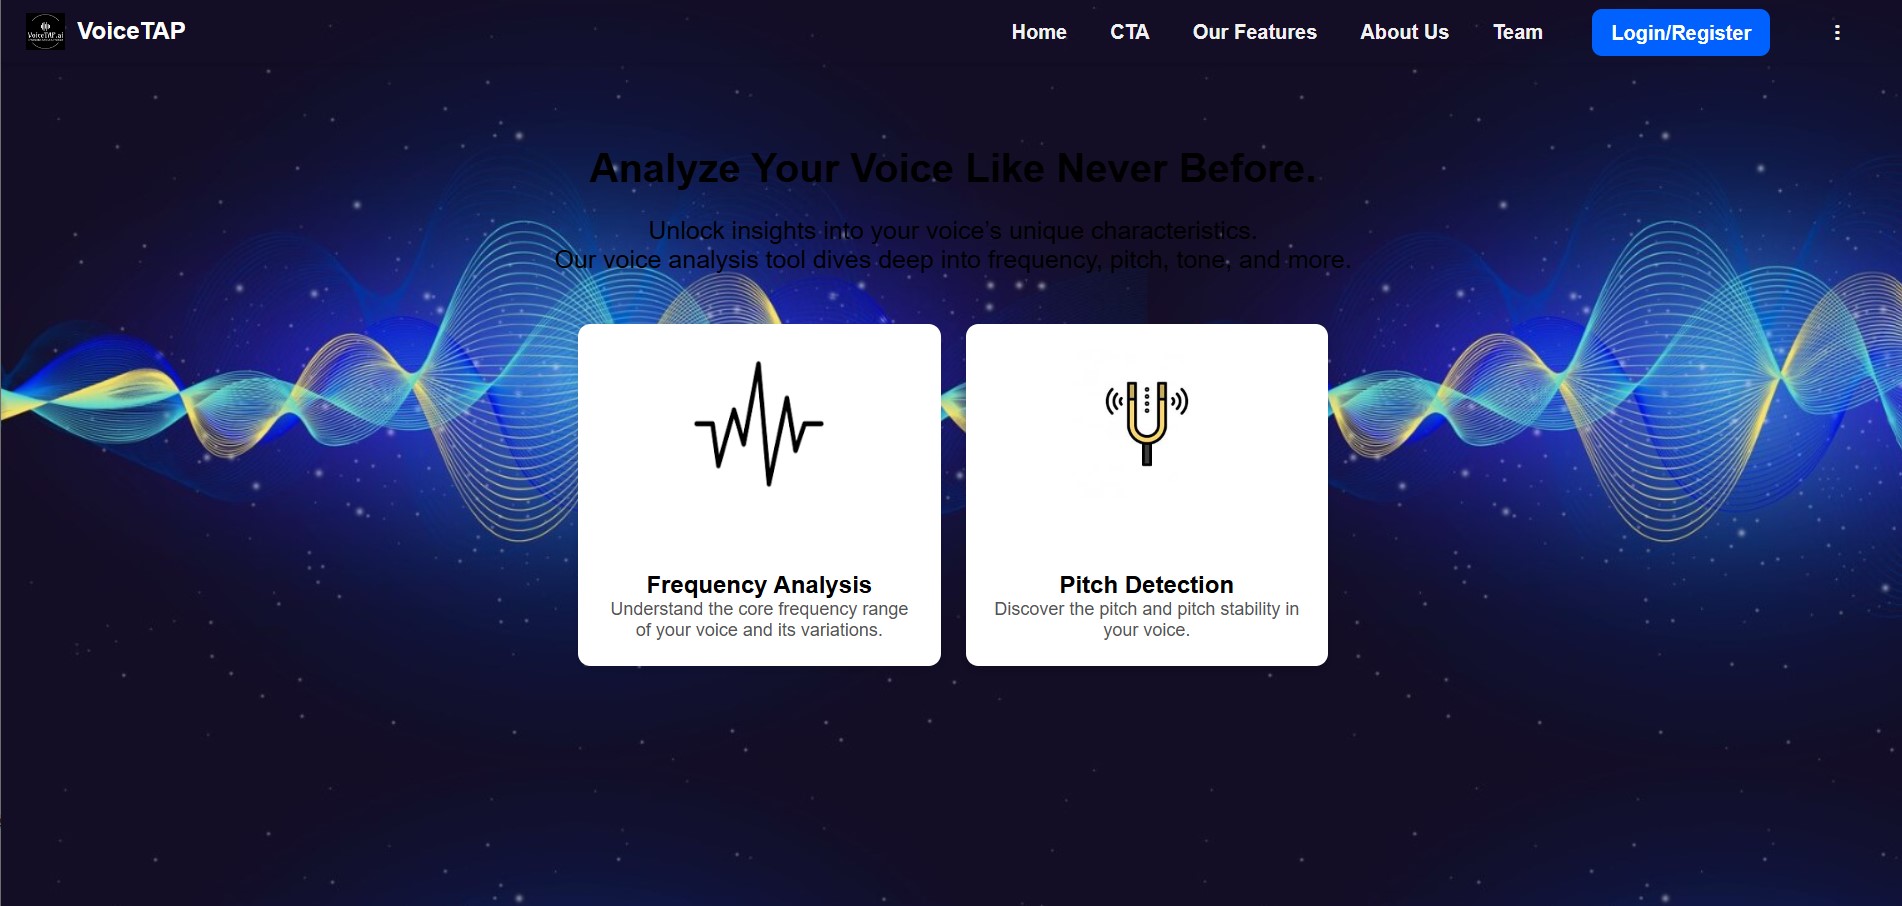 VoiceTAP.ai
VoiceTAP
Home
CTA
Our Features
About Us
Team
Login/Register
Analyze Your Voice Like Never Before.
Unlock insights into your voice’s unique characteristics.
Our voice analysis tool dives deep into frequency, pitch, tone, and more.
Frequency Analysis
Understand the core frequency range
of your voice and its variations.
Pitch Detection
Discover the pitch and pitch stability in
your voice.